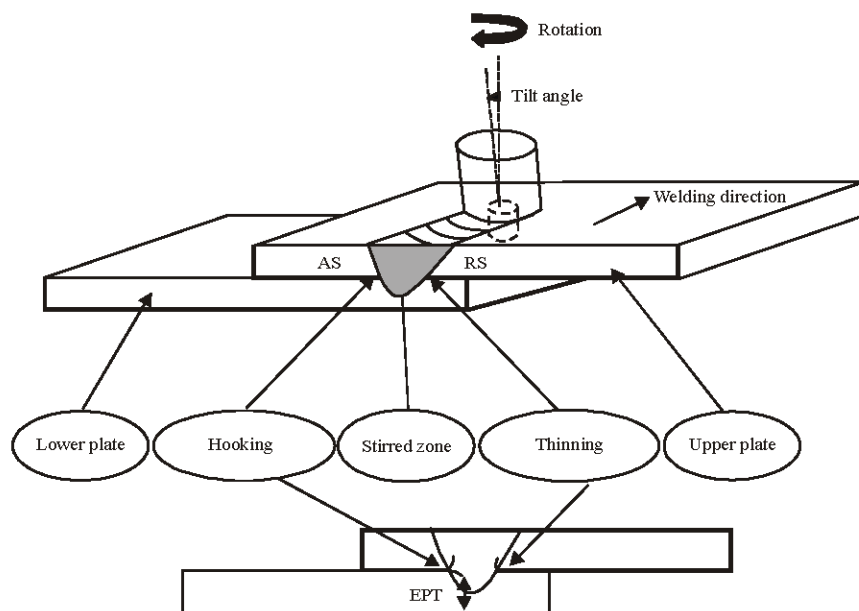 Rotation
Tilt angle
Welding direction
AS
RS
Lower plate
Hooking
Stirred zone
Thinning
Upper plate
EPT